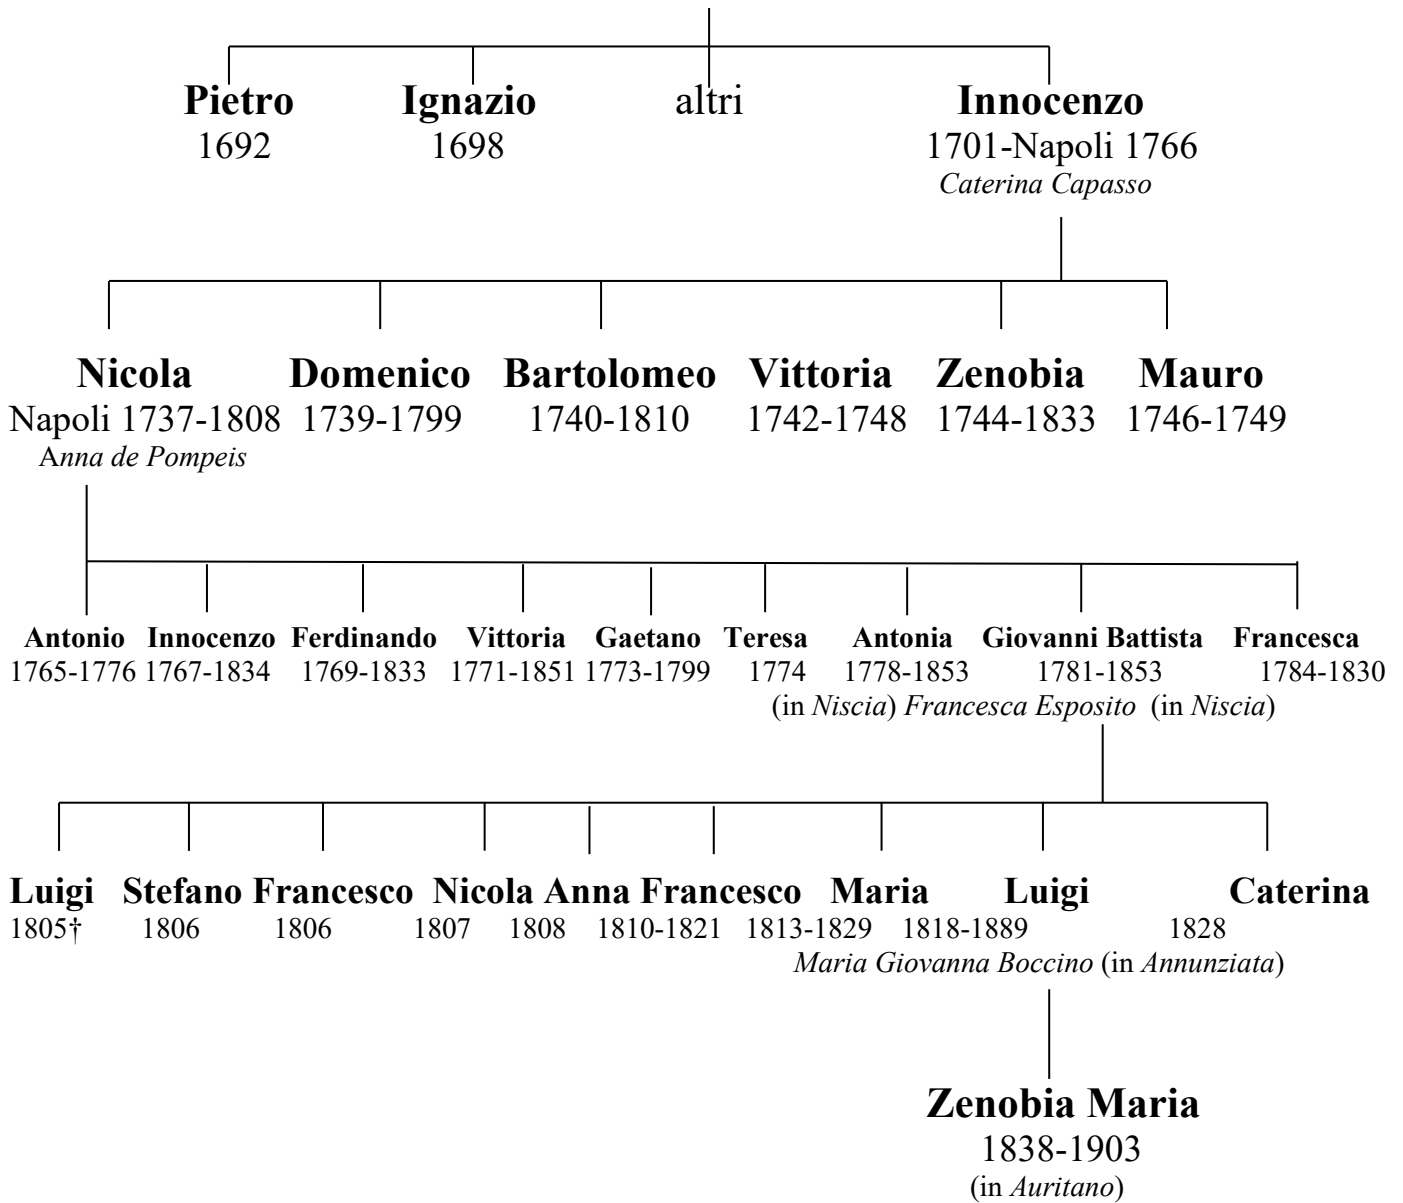 Pietro Ignazio altri Innocenzo
1692 1698 1701-Napoli 1766
Caterina Capasso
Nicola Domenico Bartolomeo Vittoria Zenobia Mauro
Napoli 1737-1808 1739-1799 1740-1810 1742-1748 1744-1833 1746-1749
Anna de Pompeis
Antonio Innocenzo Ferdinando Vittoria Gaetano Teresa Antonia Giovanni Battista Francesca
1765-1776 1767-1834 1769-1833 1771-1851 1773-1799 1774 1778-1853 1781-1853 1784-1830
(in Niscia) Francesca Esposito (in Niscia)
Luigi Stefano Francesco Nicola Anna Francesco Maria Luigi Caterina
1805† 1806 1806 1807 1808 1810-1821 1813-1829 1818-1889 1828
Maria Giovanna Boccino (in Annunziata)
Zenobia Maria
1838-1903
(in Auritano)